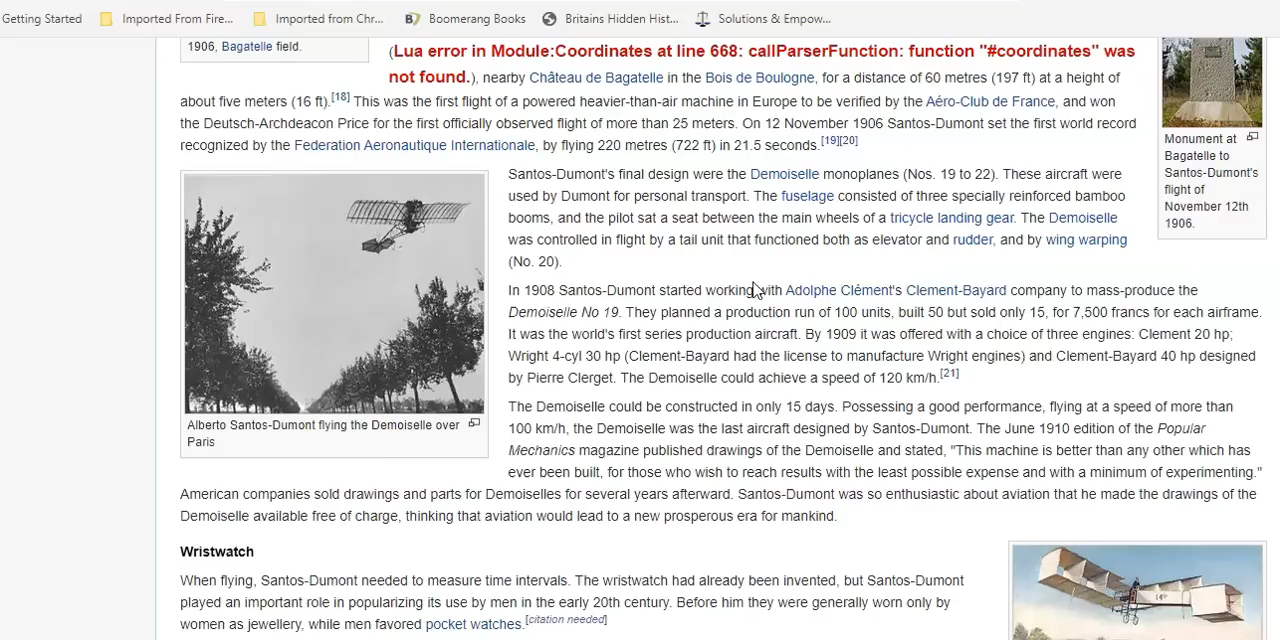 Getting Started
Imported From Fire...
Imported from Chr...
Boomerang Books
Britains Hidden Hist...
Solutions & Empow...
1906, Bagatelle field.
(Lua error in Module:Coordinates at line 668: callParserFunction: function "#coordinates" was
not found.), nearby Château de Bagatelle in the Bois de Boulogne, for a distance of 60 metres (197 ft) at a height of
about five meters (16 ft).[18] This was the first flight of a powered heavier-than-air machine in Europe to be verified by the Aéro-Club de France, and won
the Deutsch-Archdeacon Prize for the first officially observed flight of more than 25 meters. On 12 November 1906 Santos-Dumont set the first world record
recognized by the Federation Aeronautique Internationale, by flying 220 metres (722 ft) in 21.5 seconds.[19][20]
Monument at
Bagatelle to
Santos-Dumont's
flight of
November 12th
1906.
Santos-Dumont's final design were the Demoiselle monoplanes (Nos. 19 to 22). These aircraft were
used by Dumont for personal transport. The fuselage consisted of three specially reinforced bamboo
booms, and the pilot sat a seat between the main wheels of a tricycle landing gear. The Demoiselle
was controlled in flight by a tail unit that functioned both as elevator and rudder, and by wing warping
(No. 20).
In 1908 Santos-Dumont started working with Adolphe Clément's Clement-Bayard company to mass-produce the
Demoiselle No 19. They planned a production run of 100 units, built 50 but sold only 15, for 7,500 francs for each airframe.
It was the world's first series production aircraft. By 1909 it was offered with a choice of three engines: Clement 20 hp;
Wright 4-cyl 30 hp (Clement-Bayard had the license to manufacture Wright engines) and Clement-Bayard 40 hp designed
by Pierre Clerget. The Demoiselle could achieve a speed of 120 km/h.[21]
Alberto Santos-Dumont flying the Demoiselle over
Paris
The Demoiselle could be constructed in only 15 days. Possessing a good performance, flying at a speed of more than
100 km/h, the Demoiselle was the last aircraft designed by Santos-Dumont. The June 1910 edition of the Popular
Mechanics magazine published drawings of the Demoiselle and stated, "This machine is better than any other which has
ever been built, for those who wish to reach results with the least possible expense and with a minimum of experimenting."
American companies sold drawings and parts for Demoiselles for several years afterward. Santos-Dumont was so enthusiastic about aviation that he made the drawings of the
Demoiselle available free of charge, thinking that aviation would lead to a new prosperous era for mankind.
Wristwatch
When flying, Santos-Dumont needed to measure time intervals. The wristwatch had already been invented, but Santos-Dumont
played an important role in popularizing its use by men in the early 20th century. Before him they were generally worn only by
women as jewellery, while men favored pocket watches.[citation needed]